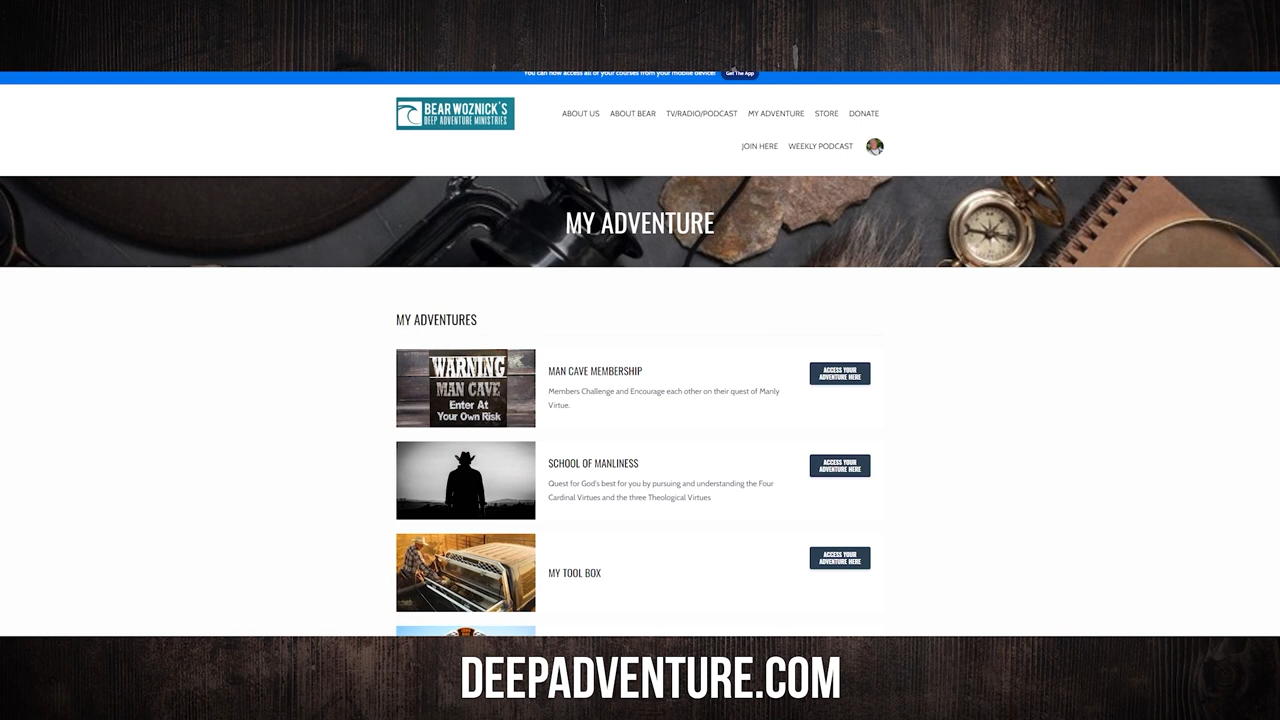 You can now access all of your courses from your mobile device! Get The App
BEAR WOZNICK'S
DEEP ADVENTURE MINISTRIES
ABOUT US ABOUT BEAR TV/RADIO/PODCAST MY ADVENTURE STORE DONATE
JOIN HERE WEEKLY PODCAST
MY ADVENTURE
MY ADVENTURES
WARNING
MAN CAVE
Enter At
Your Own Risk
MAN CAVE MEMBERSHIP
Members Challenge and Encourage each other on their quest of Manly
Virtue.
ACCESS YOUR
ADVENTURE HERE
SCHOOL OF MANLINESS
Quest for God's best for you by pursuing and understanding the Four
Cardinal Virtues and the three Theological Virtues
ACCESS YOUR
ADVENTURE HERE
MY TOOL BOX
ACCESS YOUR
ADVENTURE HERE
DEEPADVENTURE.COM